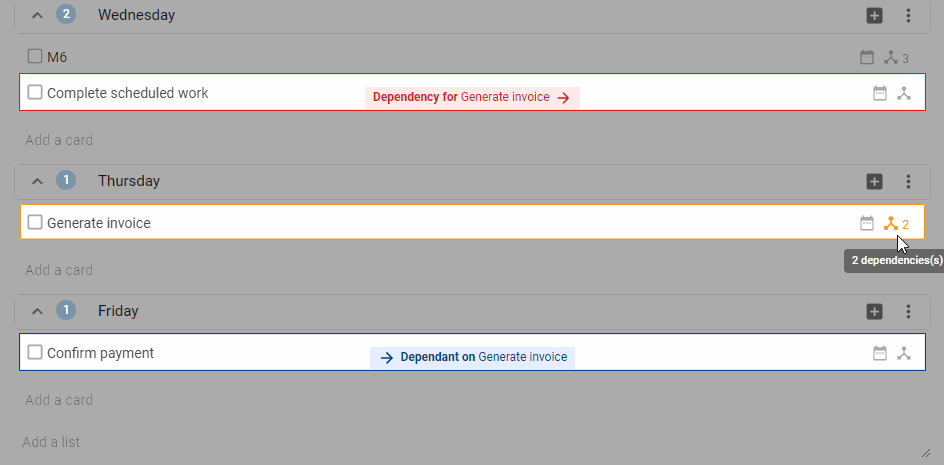 2 Wednesday
M6 3
Complete scheduled work Dependency for Generate invoice →
Add a card
1 Thursday
Generate invoice 2
2 dependencies(s)
Add a card
1 Friday
Confirm payment → Dependant on Generate invoice
Add a card
Add a list